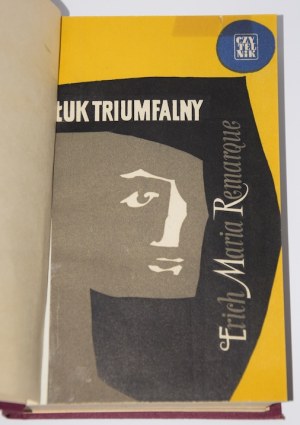 CZY
TEL
NIK
ŁUK TRIUMFALNY
Erich Maria Remarque